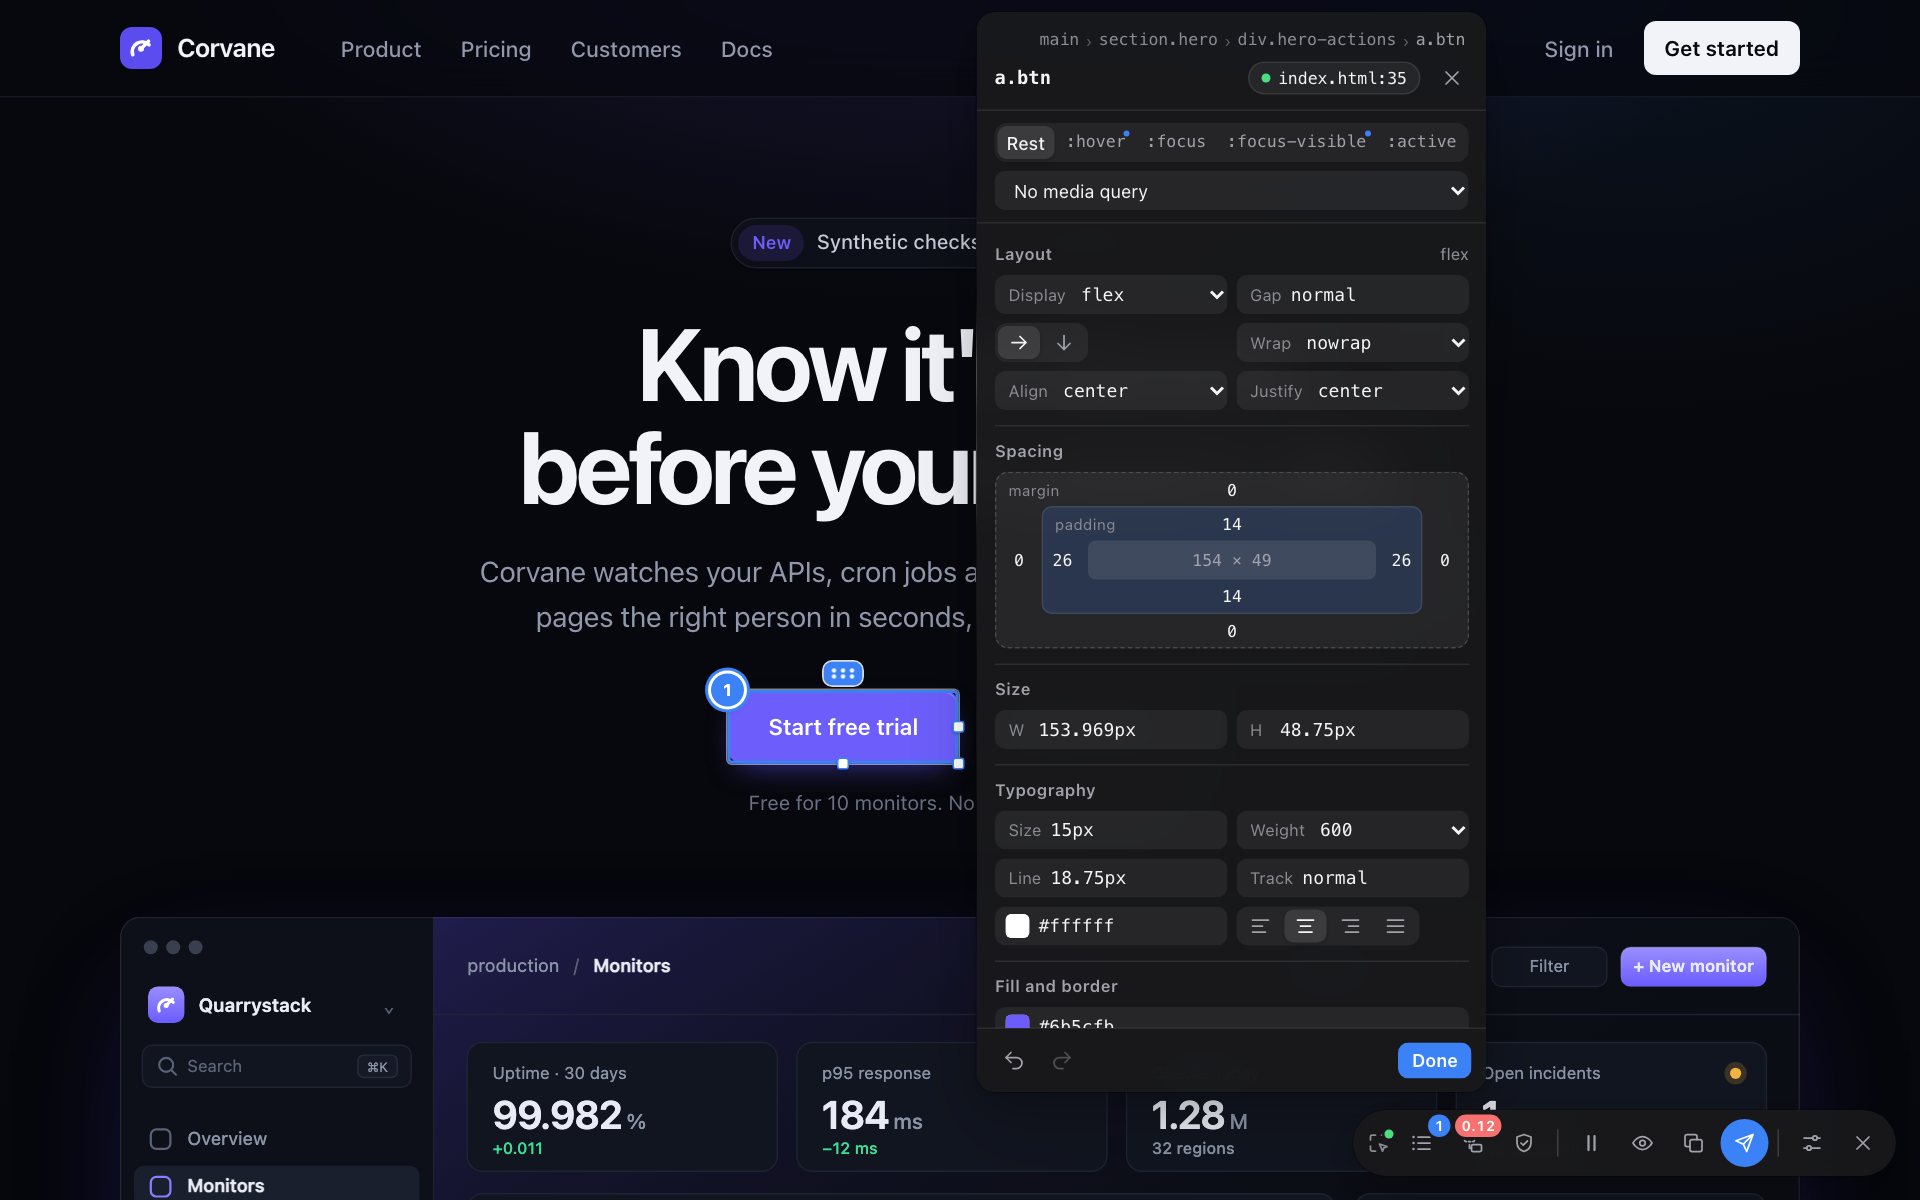 Corvane
Product
Pricing
Customers
Docs
Sign in
Get started
main › section.hero › div.hero-actions › a.btn
a.btn
index.html:35
Rest
:hover
:focus
:focus-visible
:active
No media query
Layout
flex
Display flex
Gap normal
Wrap nowrap
Align center
Justify center
Spacing
margin
0
padding
14
0
26
154 × 49
26
0
14
0
Size
W 153.969px
H 48.75px
Typography
Size 15px
Weight 600
Line 18.75px
Track normal
#ffffff
Fill and border
#6b5cfb
Done
New
Synthetic checks
Know it'
before your
Corvane watches your APIs, cron jobs
pages the right person in seconds,
1
Start free trial
Free for 10 monitors. No
Quarrystack
Search
⌘K
Overview
Monitors
production / Monitors
Filter
+ New monitor
Uptime · 30 days
99.982 %
+0.011
p95 response
184 ms
−12 ms
1.28 M
32 regions
Open incidents
1
1
0.12